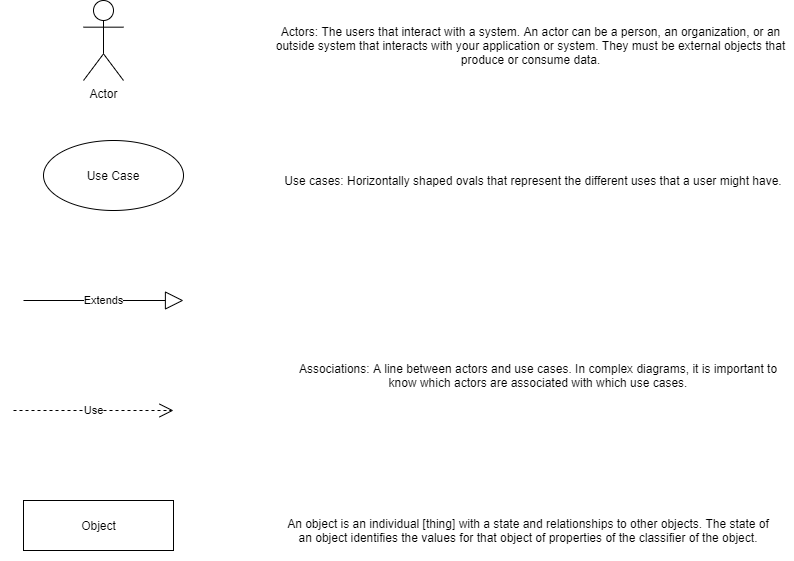 Actors: The users that interact with a system. An actor can be a person, an organization, or an
outside system that interacts with your application or system. They must be external objects that
produce or consume data.
Actor
Use Case
Use cases: Horizontally shaped ovals that represent the different uses that a user might have.
Extends
Associations: A line between actors and use cases. In complex diagrams, it is important to
know which actors are associated with which use cases.
Use
Object
An object is an individual [thing] with a state and relationships to other objects. The state of
an object identifies the values for that object of properties of the classifier of the object.